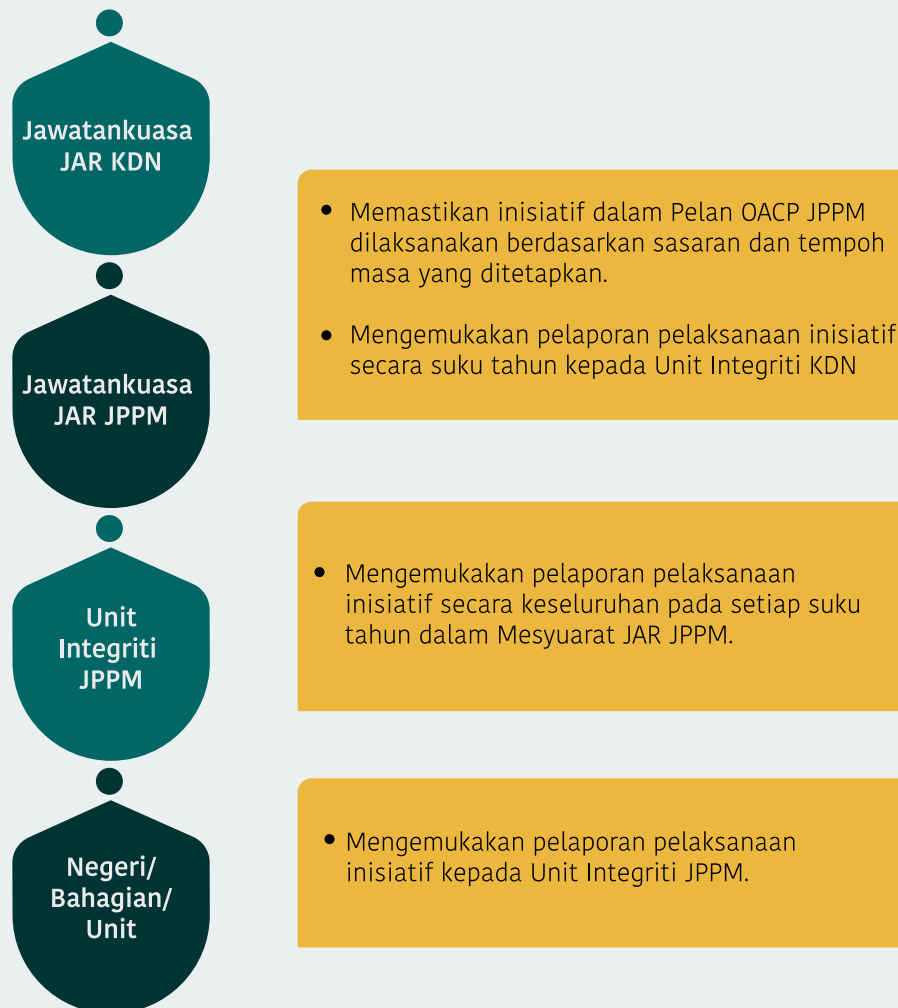 Jawatankuasa
JAR KDN
• Memastikan inisiatif dalam Pelan OACP JPPM
dilaksanakan berdasarkan sasaran dan tempoh
masa yang ditetapkan.
• Mengemukakan pelaporan pelaksanaan inisiatif
secara suku tahun kepada Unit Integriti KDN
Jawatankuasa
JAR JPPM
Unit
Integriti
JPPM
• Mengemukakan pelaporan pelaksanaan
inisiatif secara keseluruhan pada setiap suku
tahun dalam Mesyuarat JAR JPPM.
Negeri/
Bahagian/
Unit
• Mengemukakan pelaporan pelaksanaan
inisiatif kepada Unit Integriti JPPM.